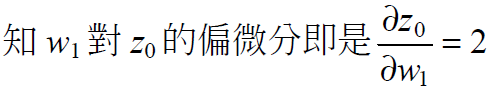 知 w₁ 對 z₀ 的偏微分即是 ∂z₀/∂w₁ = 2